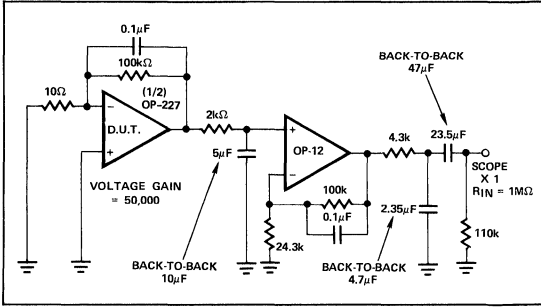 0.1µF
100kΩ
(1/2)
OP-227
10Ω
−
D.U.T.
+
VOLTAGE GAIN
= 50,000
2kΩ
5µF
BACK-TO-BACK
10µF
+
OP-12
−
100k
0.1µF
24.3k
4.3k
BACK-TO-BACK
47µF
23.5µF
2.35µF
BACK-TO-BACK
4.7µF
SCOPE
X 1
RIN = 1MΩ
110k